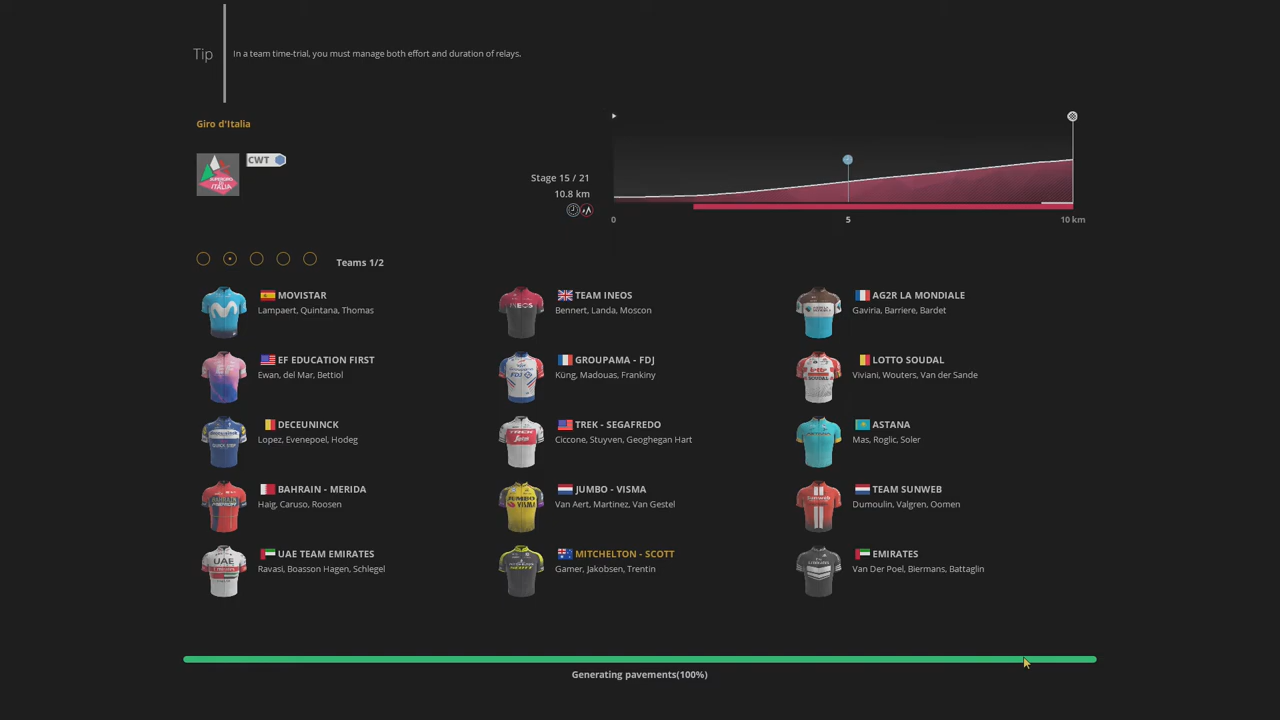 Tip
In a team time-trial, you must manage both effort and duration of relays.
Giro d'Italia
CWT
ITALIA
Stage 15 / 21
10.8 km
0
5
10 km
Teams 1/2
MOVISTAR
Lampaert, Quintana, Thomas
TEAM INEOS
Bennert, Landa, Moscon
AG2R LA MONDIALE
Gaviria, Barriere, Bardet
EF EDUCATION FIRST
Ewan, del Mar, Bettiol
GROUPAMA - FDJ
Küng, Madouas, Frankiny
LOTTO SOUDAL
Viviani, Wouters, Van der Sande
DECEUNINCK
Lopez, Evenepoel, Hodeg
TREK - SEGAFREDO
Ciccone, Stuyven, Geoghegan Hart
ASTANA
Mas, Roglic, Soler
BAHRAIN - MERIDA
Haig, Caruso, Roosen
JUMBO - VISMA
Van Aert, Martinez, Van Gestel
TEAM SUNWEB
Dumoulin, Valgren, Oomen
UAE TEAM EMIRATES
Ravasi, Boasson Hagen, Schlegel
MITCHELTON - SCOTT
Gamer, Jakobsen, Trentin
EMIRATES
Van Der Poel, Biermans, Battaglin
Generating pavements(100%)